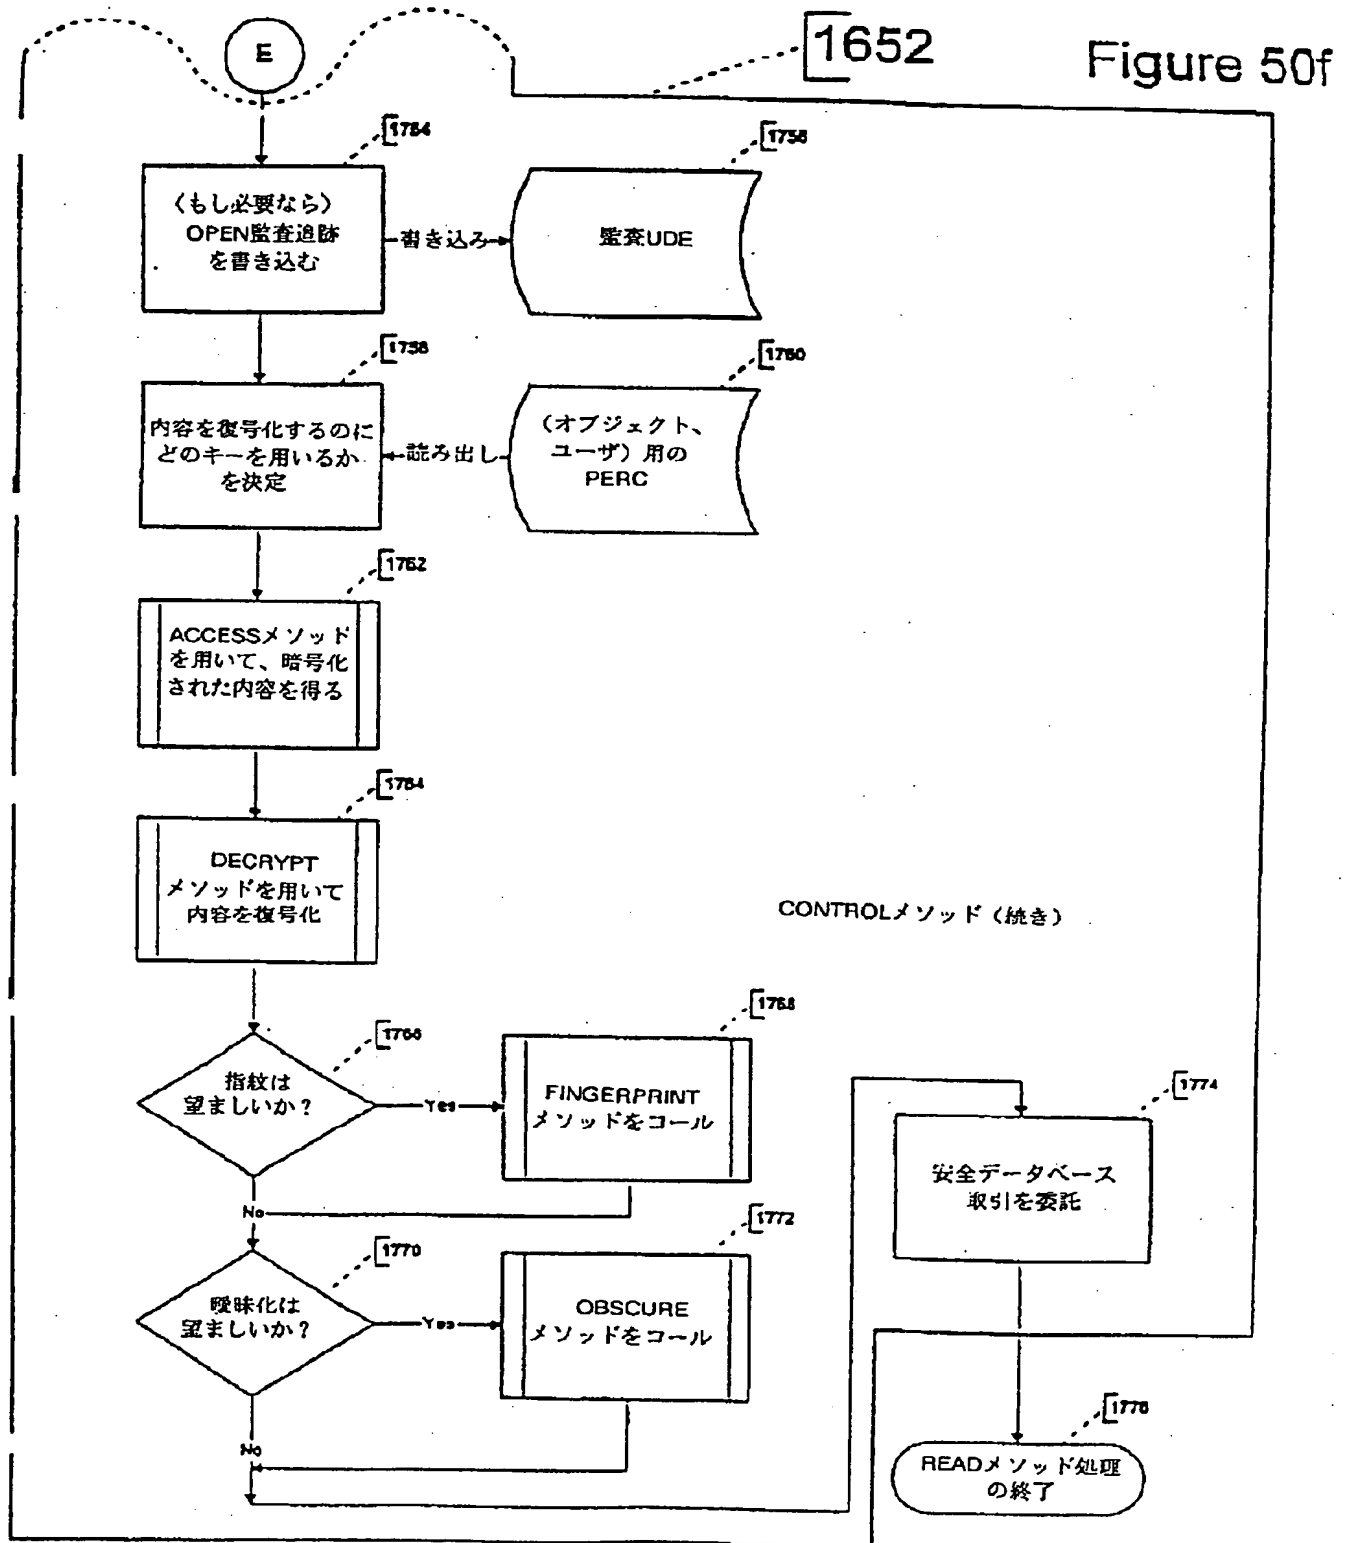 E
1652
Figure 50f
1754
1756
(もし必要なら)
OPEN監査追跡
を書き込む
書き込み
監査UDE
1758
1760
内容を復号化するのに
どのキーを用いるか
を決定
読み出し
(オブジェクト、
ユーザ)用の
PERC
1762
ACCESSメソッド
を用いて、暗号化
された内容を得る
1764
DECRYPT
メソッドを用いて
内容を復号化
CONTROLメソッド(続き)
1766
1768
指紋は
望ましいか?
Yes
FINGERPRINT
メソッドをコール
1774
安全データベース
取引を委託
No
1770
1772
曖昧化は
望ましいか?
Yes
OBSCURE
メソッドをコール
No
1776
READメソッド処理
の終了